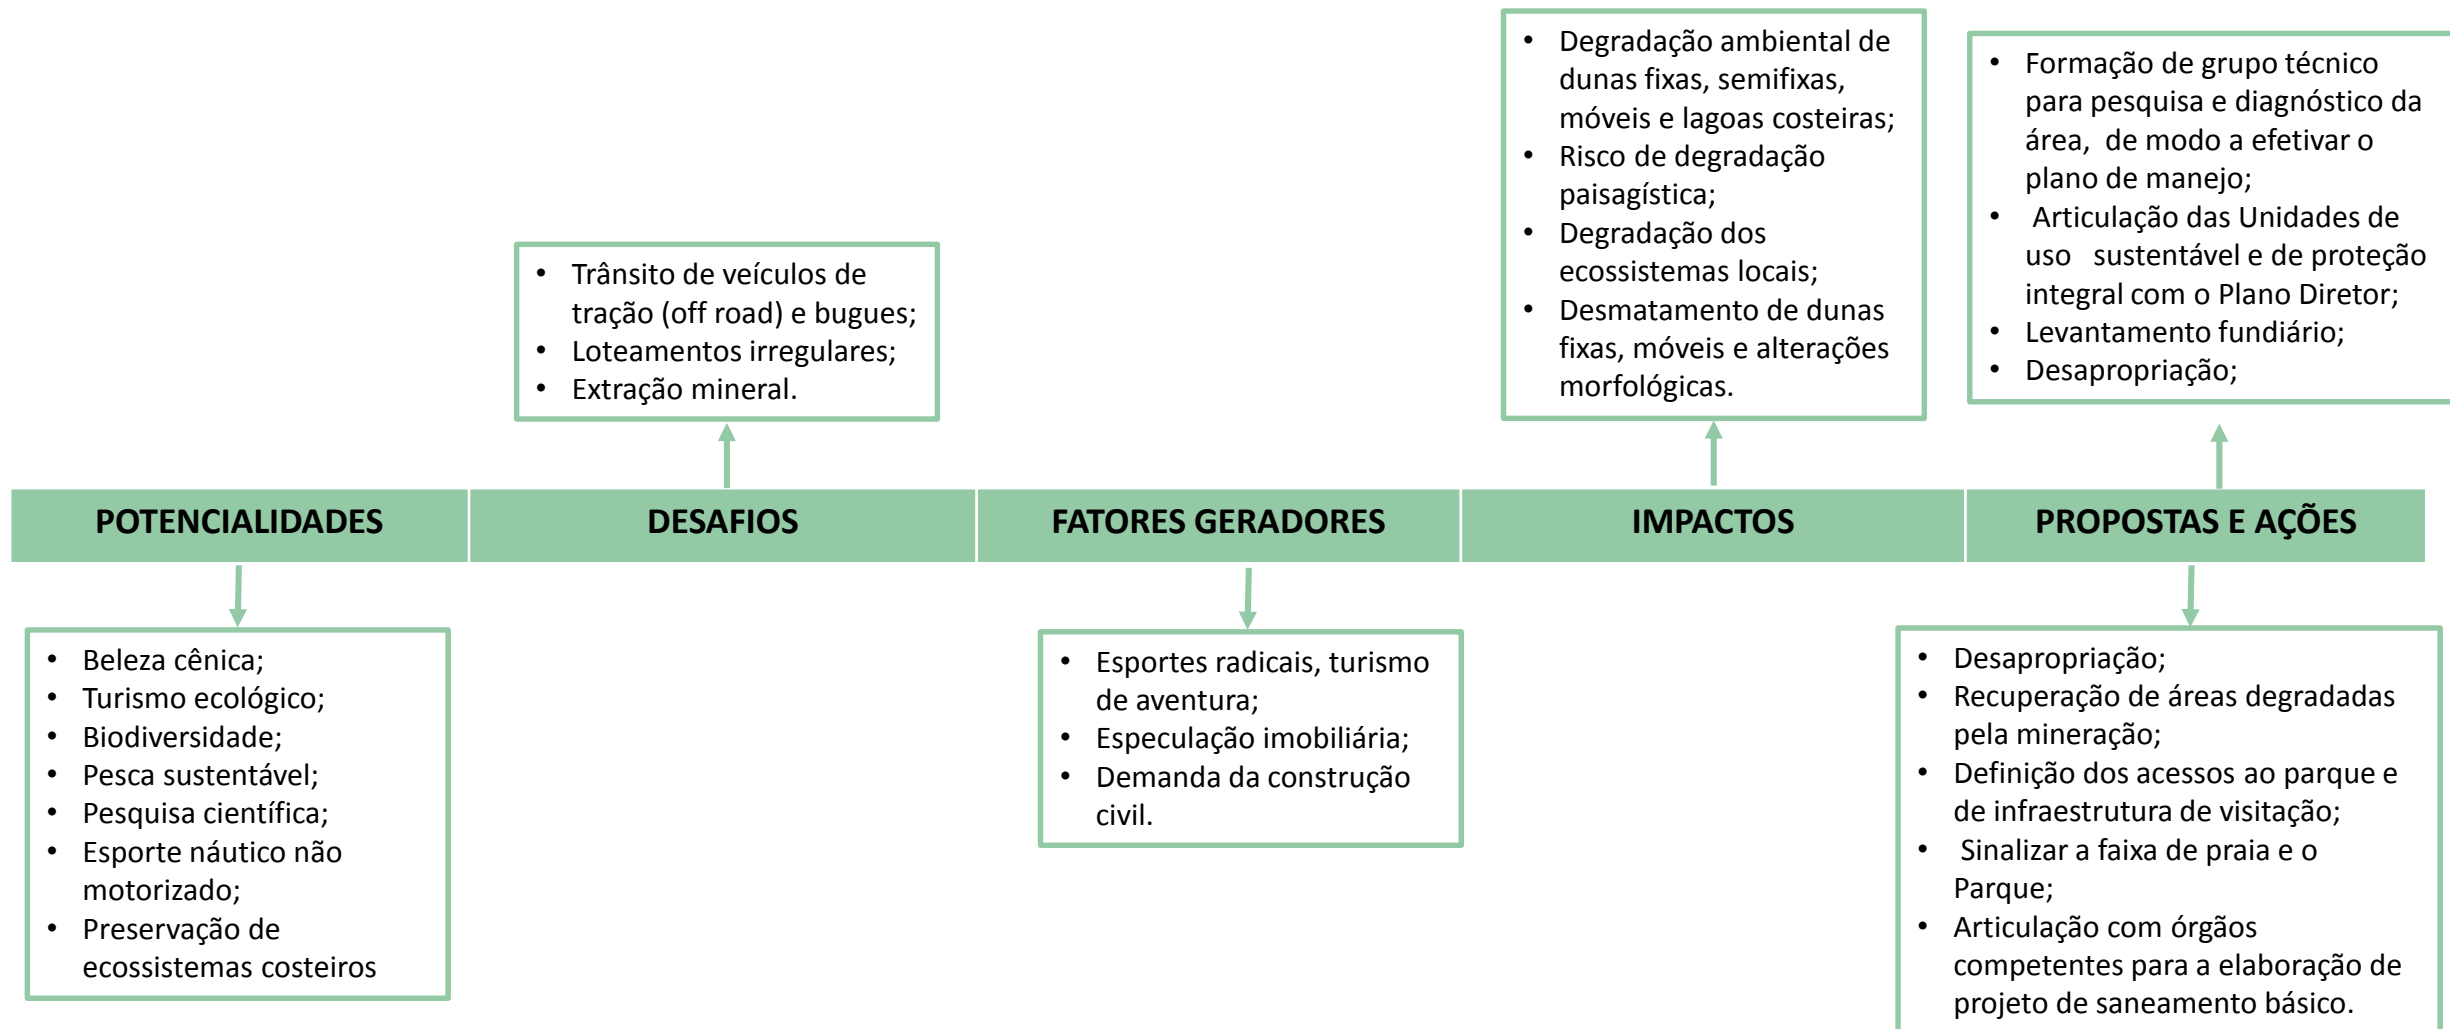 • Degradação ambiental de
dunas fixas, semifixas,
móveis e lagoas costeiras;
• Risco de degradação
paisagística;
• Degradação dos
ecossistemas locais;
• Desmatamento de dunas
fixas, móveis e alterações
morfológicas.
• Formação de grupo técnico
para pesquisa e diagnóstico da
área, de modo a efetivar o
plano de manejo;
• Articulação das Unidades de
uso sustentável e de proteção
integral com o Plano Diretor;
• Levantamento fundiário;
• Desapropriação;
• Trânsito de veículos de
tração (off road) e bugues;
• Loteamentos irregulares;
• Extração mineral.
POTENCIALIDADES
DESAFIOS
FATORES GERADORES
IMPACTOS
PROPOSTAS E AÇÕES
• Beleza cênica;
• Turismo ecológico;
• Biodiversidade;
• Pesca sustentável;
• Pesquisa científica;
• Esporte náutico não
motorizado;
• Preservação de
ecossistemas costeiros
• Esportes radicais, turismo
de aventura;
• Especulação imobiliária;
• Demanda da construção
civil.
• Desapropriação;
• Recuperação de áreas degradadas
pela mineração;
• Definição dos acessos ao parque e
de infraestrutura de visitação;
• Sinalizar a faixa de praia e o
Parque;
• Articulação com órgãos
competentes para a elaboração de
projeto de saneamento básico.